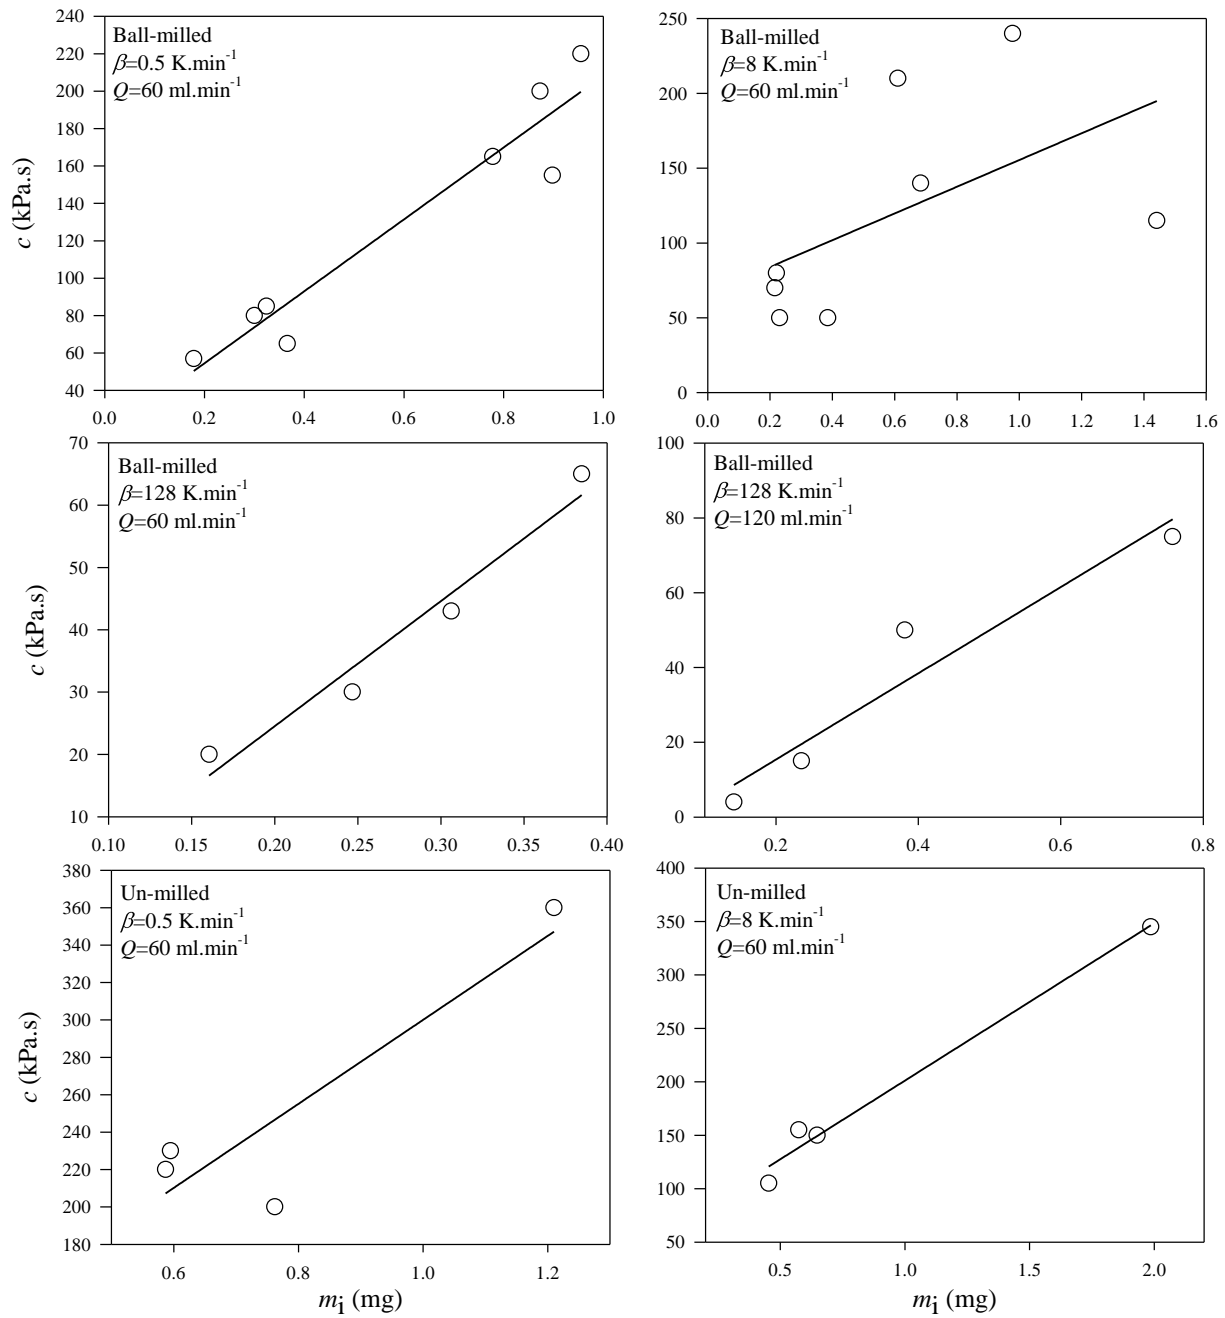 240
220
200
180
160
140
120
100
80
60
40
c (kPa.s)
Ball-milled
β=0.5 K.min-1
Q=60 ml.min-1
0.0 0.2 0.4 0.6 0.8 1.0
250
200
150
100
50
0
Ball-milled
β=8 K.min-1
Q=60 ml.min-1
0.0 0.2 0.4 0.6 0.8 1.0 1.2 1.4 1.6
70
60
50
40
30
20
10
c (kPa.s)
Ball-milled
β=128 K.min-1
Q=60 ml.min-1
0.10 0.15 0.20 0.25 0.30 0.35 0.40
100
80
60
40
20
0
Ball-milled
β=128 K.min-1
Q=120 ml.min-1
0.2 0.4 0.6 0.8
380
360
340
320
300
280
260
240
220
200
180
c (kPa.s)
Un-milled
β=0.5 K.min-1
Q=60 ml.min-1
0.6 0.8 1.0 1.2
mi (mg)
400
350
300
250
200
150
100
50
Un-milled
β=8 K.min-1
Q=60 ml.min-1
0.5 1.0 1.5 2.0
mi (mg)